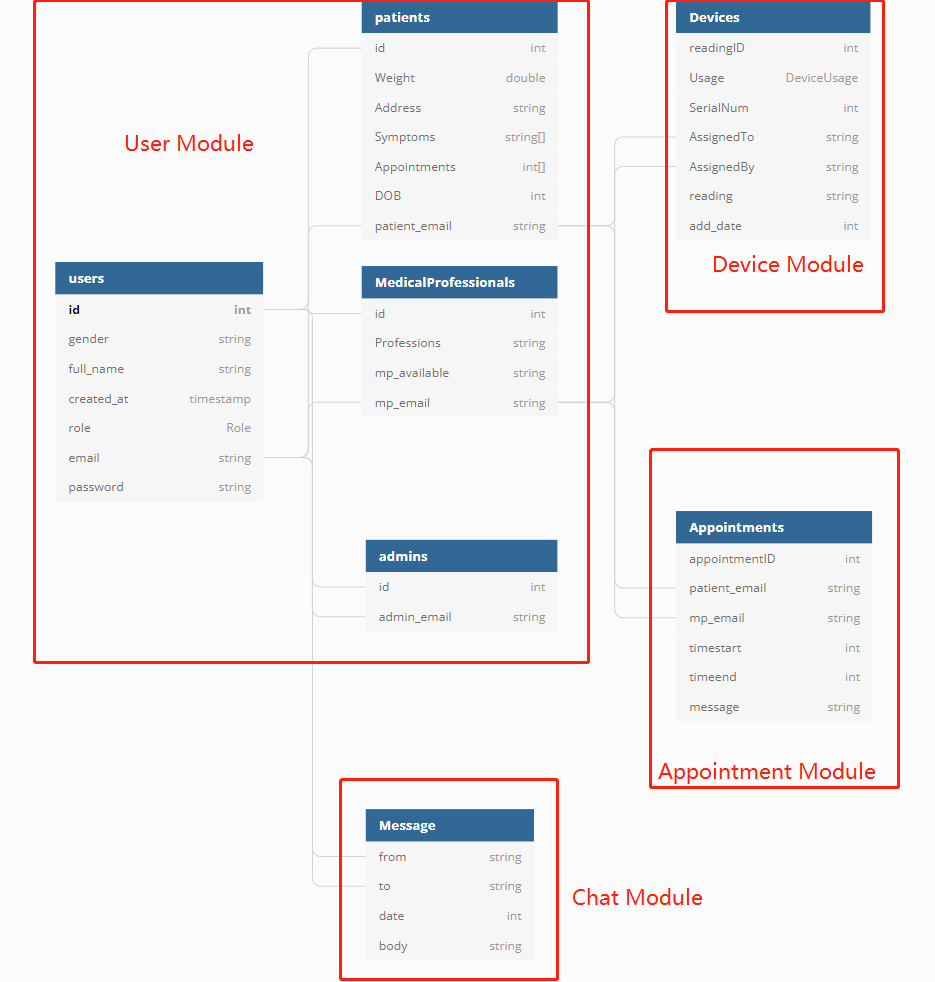 patients
id int
Weight double
Address string
Symptoms string[]
Appointments int[]
DOB int
patient_email string
Devices
readingID int
Usage DeviceUsage
SerialNum int
AssignedTo string
AssignedBy string
reading string
add_date int
User Module
Device Module
users
id int
gender string
full_name string
created_at timestamp
role Role
email string
password string
MedicalProfessionals
id int
Professions string
mp_available string
mp_email string
admins
id int
admin_email string
Appointments
appointmentID int
patient_email string
mp_email string
timestart int
timeend int
message string
Appointment Module
Message
from string
to string
date int
body string
Chat Module